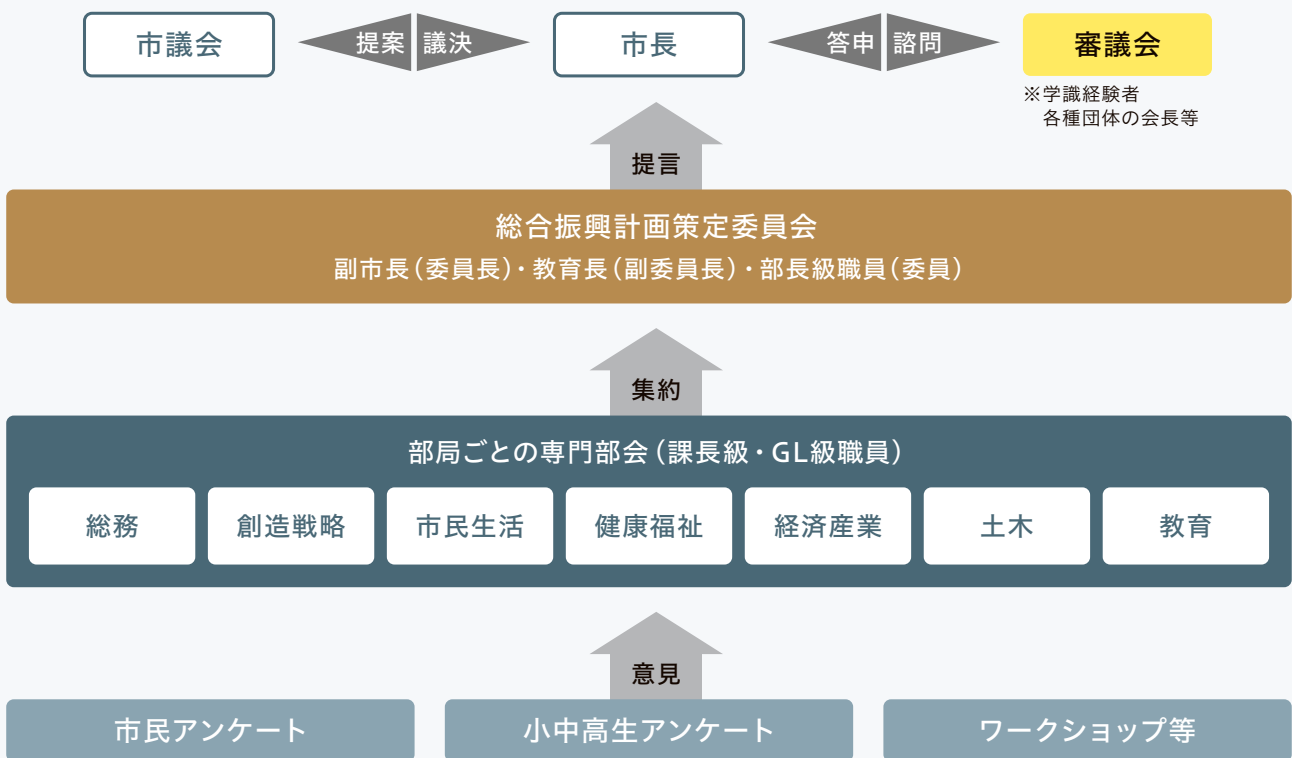 市議会
提案
議決
市長
答申
諮問
審議会
※学識経験者
各種団体の会長等
提言
総合振興計画策定委員会
副市長（委員長）・教育長（副委員長）・部長級職員（委員）
集約
部局ごとの専門部会（課長級・GL級職員）
総務
創造戦略
市民生活
健康福祉
経済産業
土木
教育
意見
市民アンケート
小中高生アンケート
ワークショップ等